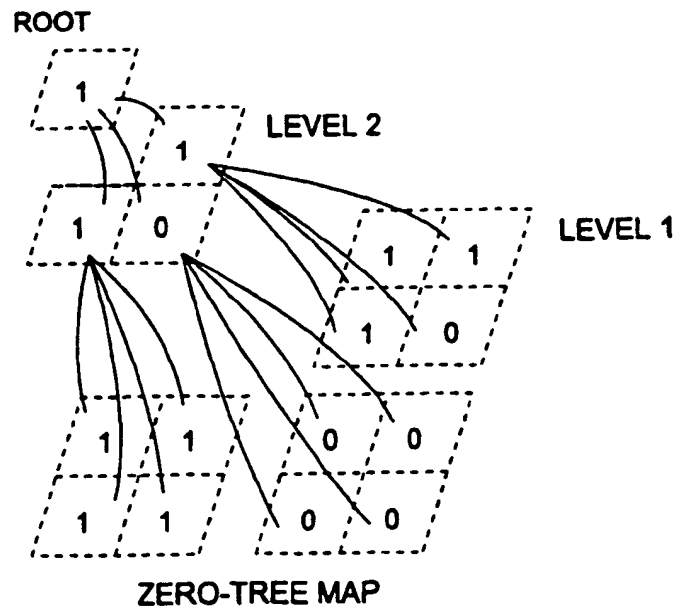 ROOT
1
1
LEVEL 2
1 0
LEVEL 1
1 1
1 0
1 1
1 1
0 0
0 0
ZERO-TREE MAP